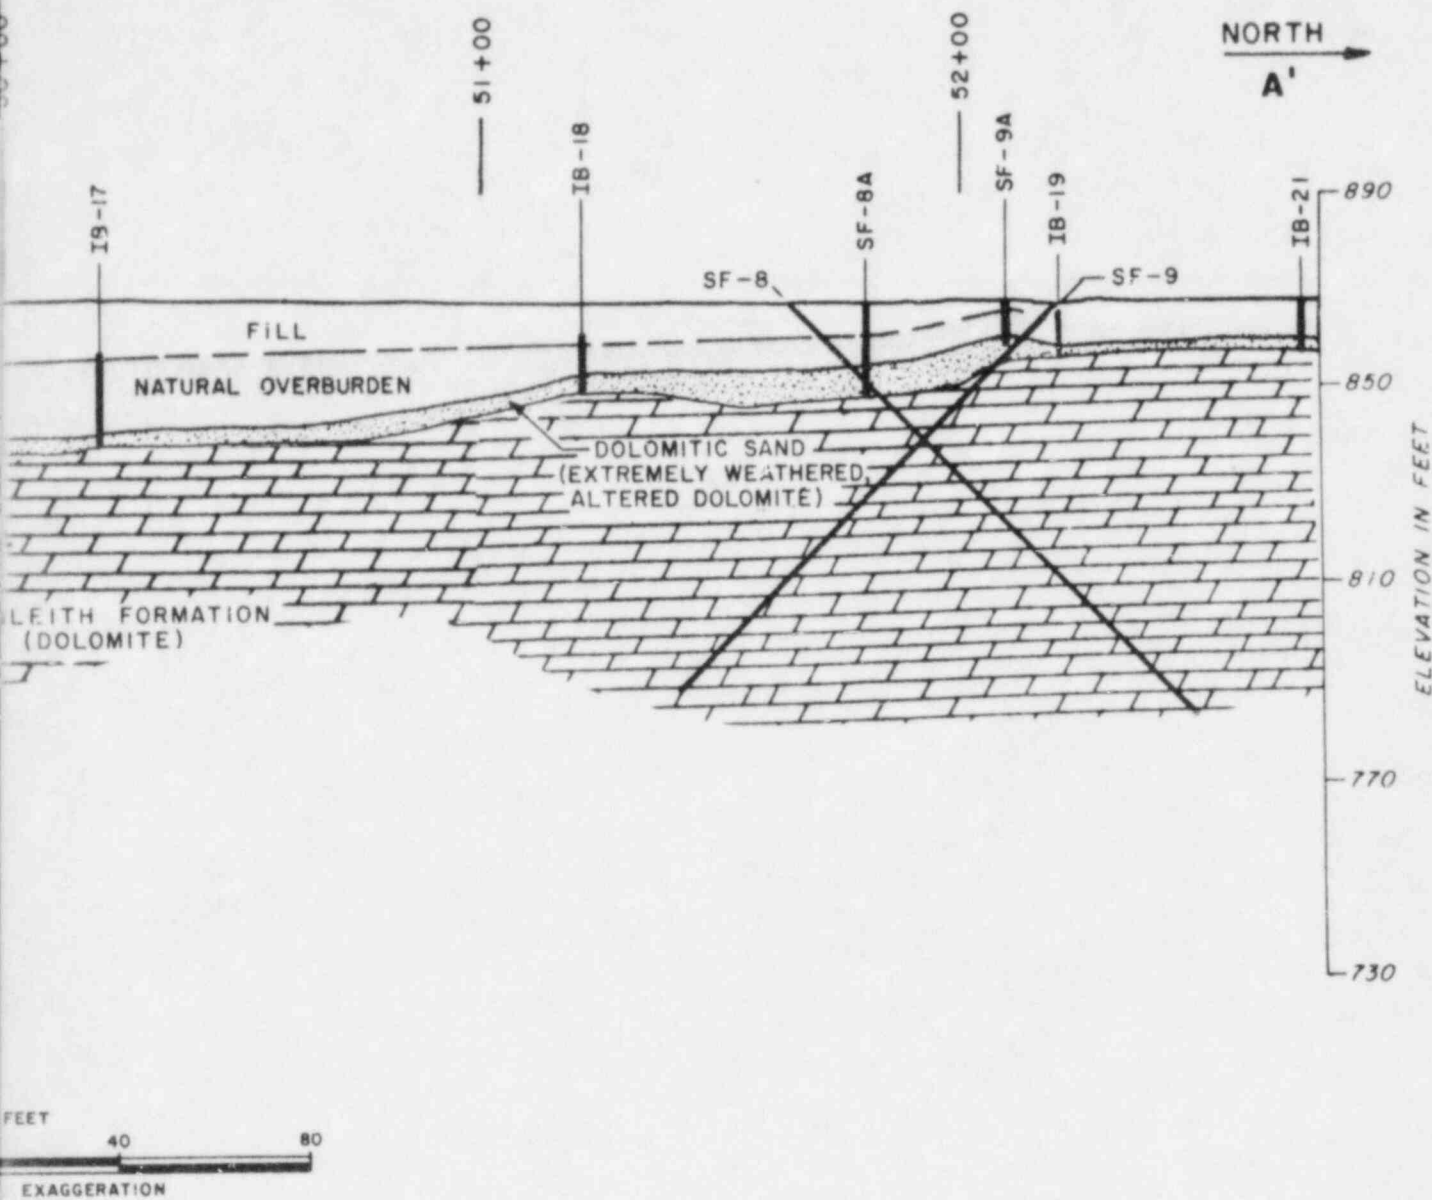 NORTH
A'
51+00
52+00
IB-17
IB-18
SF-8A
SF-9A
IB-19
IB-21
890
SF-8
SF-9
FILL
NATURAL OVERBURDEN
850
DOLOMITIC SAND
(EXTREMELY WEATHERED,
ALTERED DOLOMITE)
810
ELEVATION IN FEET
LEITH FORMATION
(DOLOMITE)
770
730
FEET
40 80
EXAGGERATION